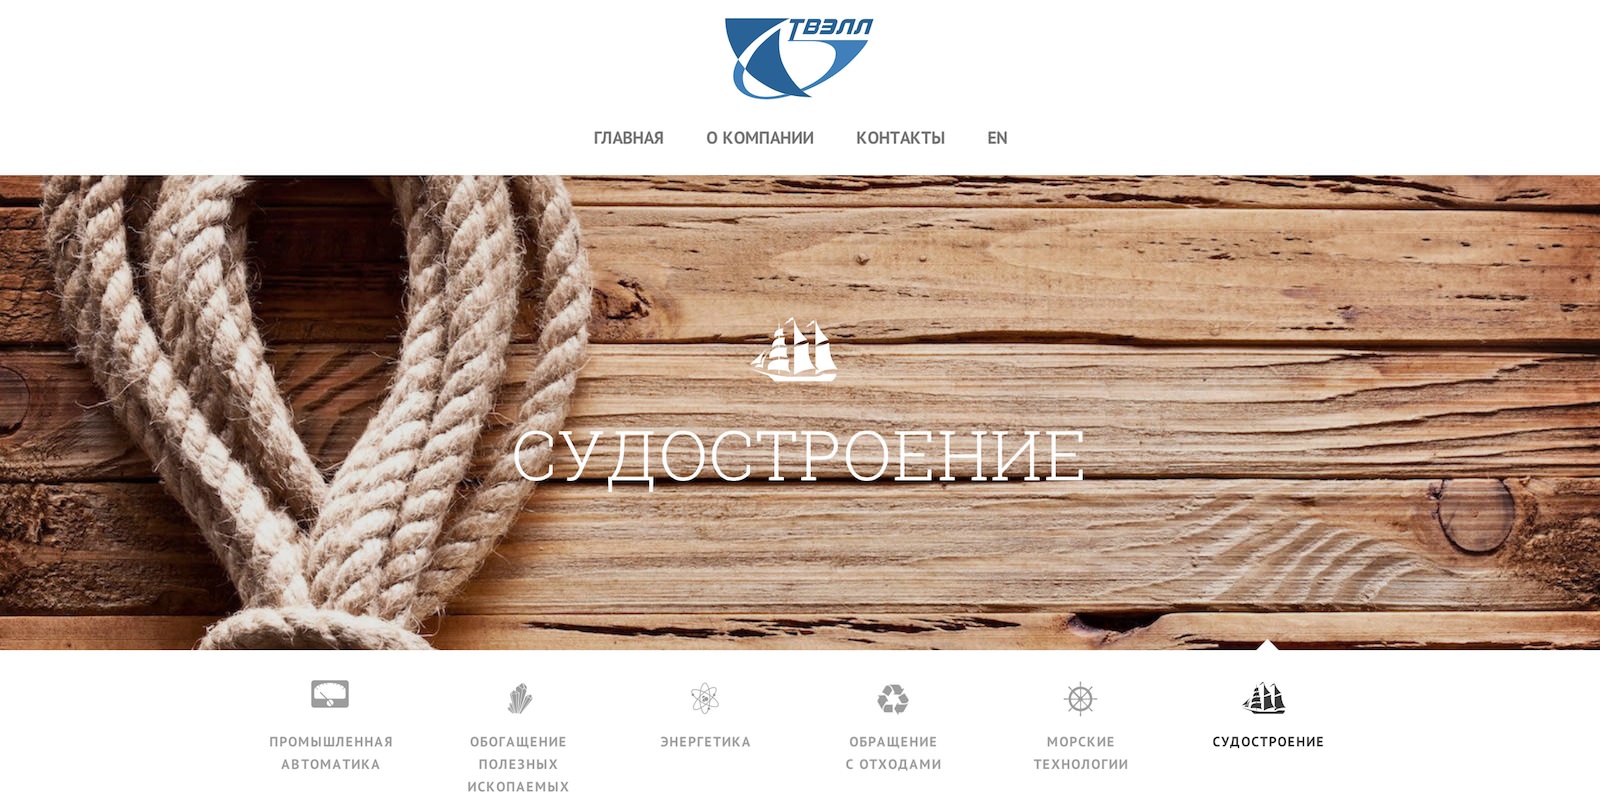 ТВЭЛЛ
ГЛАВНАЯ О КОМПАНИИ КОНТАКТЫ EN
СУДОСТРОЕНИЕ
ПРОМЫШЛЕННАЯ
АВТОМАТИКА
ОБОГАЩЕНИЕ
ПОЛЕЗНЫХ
ИСКОПАЕМЫХ
ЭНЕРГЕТИКА
ОБРАЩЕНИЕ
С ОТХОДАМИ
МОРСКИЕ
ТЕХНОЛОГИИ
СУДОСТРОЕНИЕ